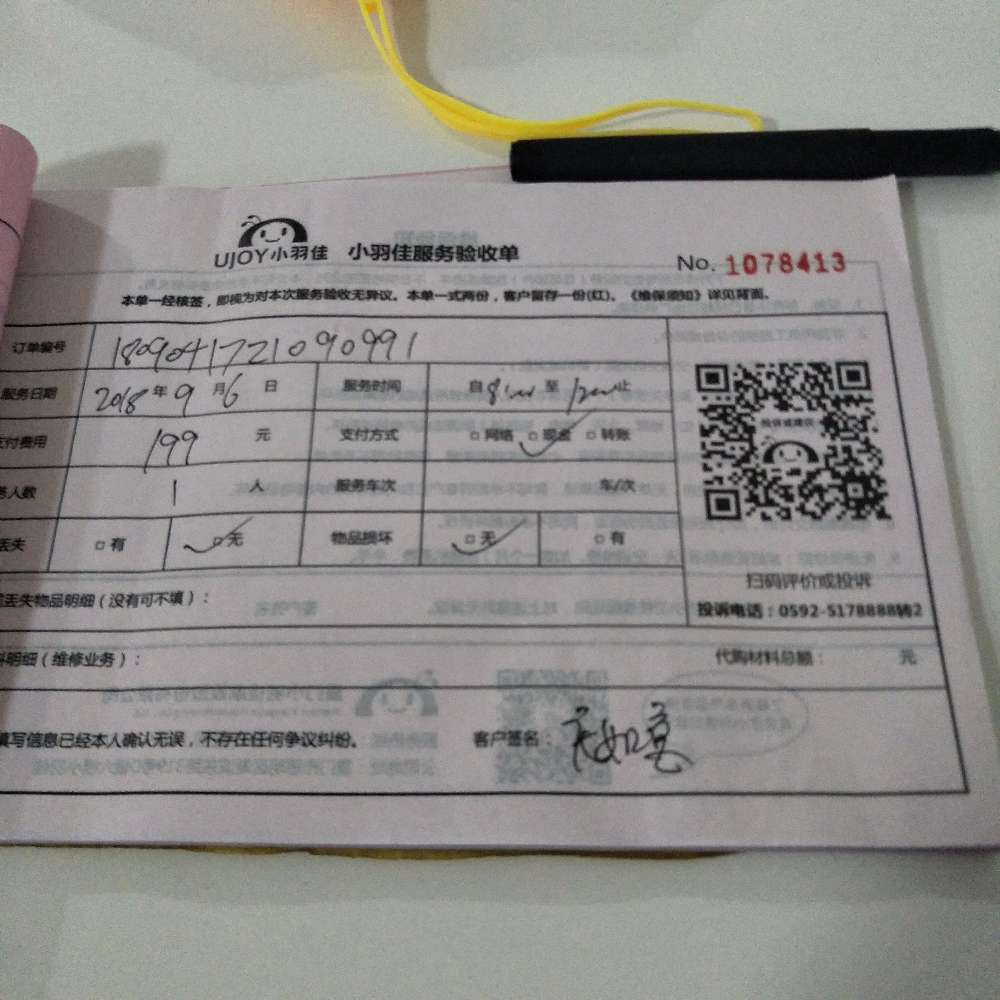 UJOY小羽佳 小羽佳服务验收单 No. 1078413
本单一经核签，即视为对本次服务验收无异议。本单一式两份，客户留存一份(红)。《维保须知》详见背面。
订单编号 180904172109 0991
服务日期 2018 年 9 月 6 日 服务时间 自 至 止
支付费用 199 元 支付方式 □ 网络 □ 现金 □ 转账
人数 1 人 服务车次 车/次
丢失 □ 有 □ 无 物品损坏 □ 无 □ 有
投诉或建议
扫码评价或投诉
投诉电话：0592-5178888转2
丢失物品明细（没有可不填）：
明细（维修业务）： 代购材料总额： 元
填写信息已经本人确认无误，不存在任何争议纠纷。 客户签名：